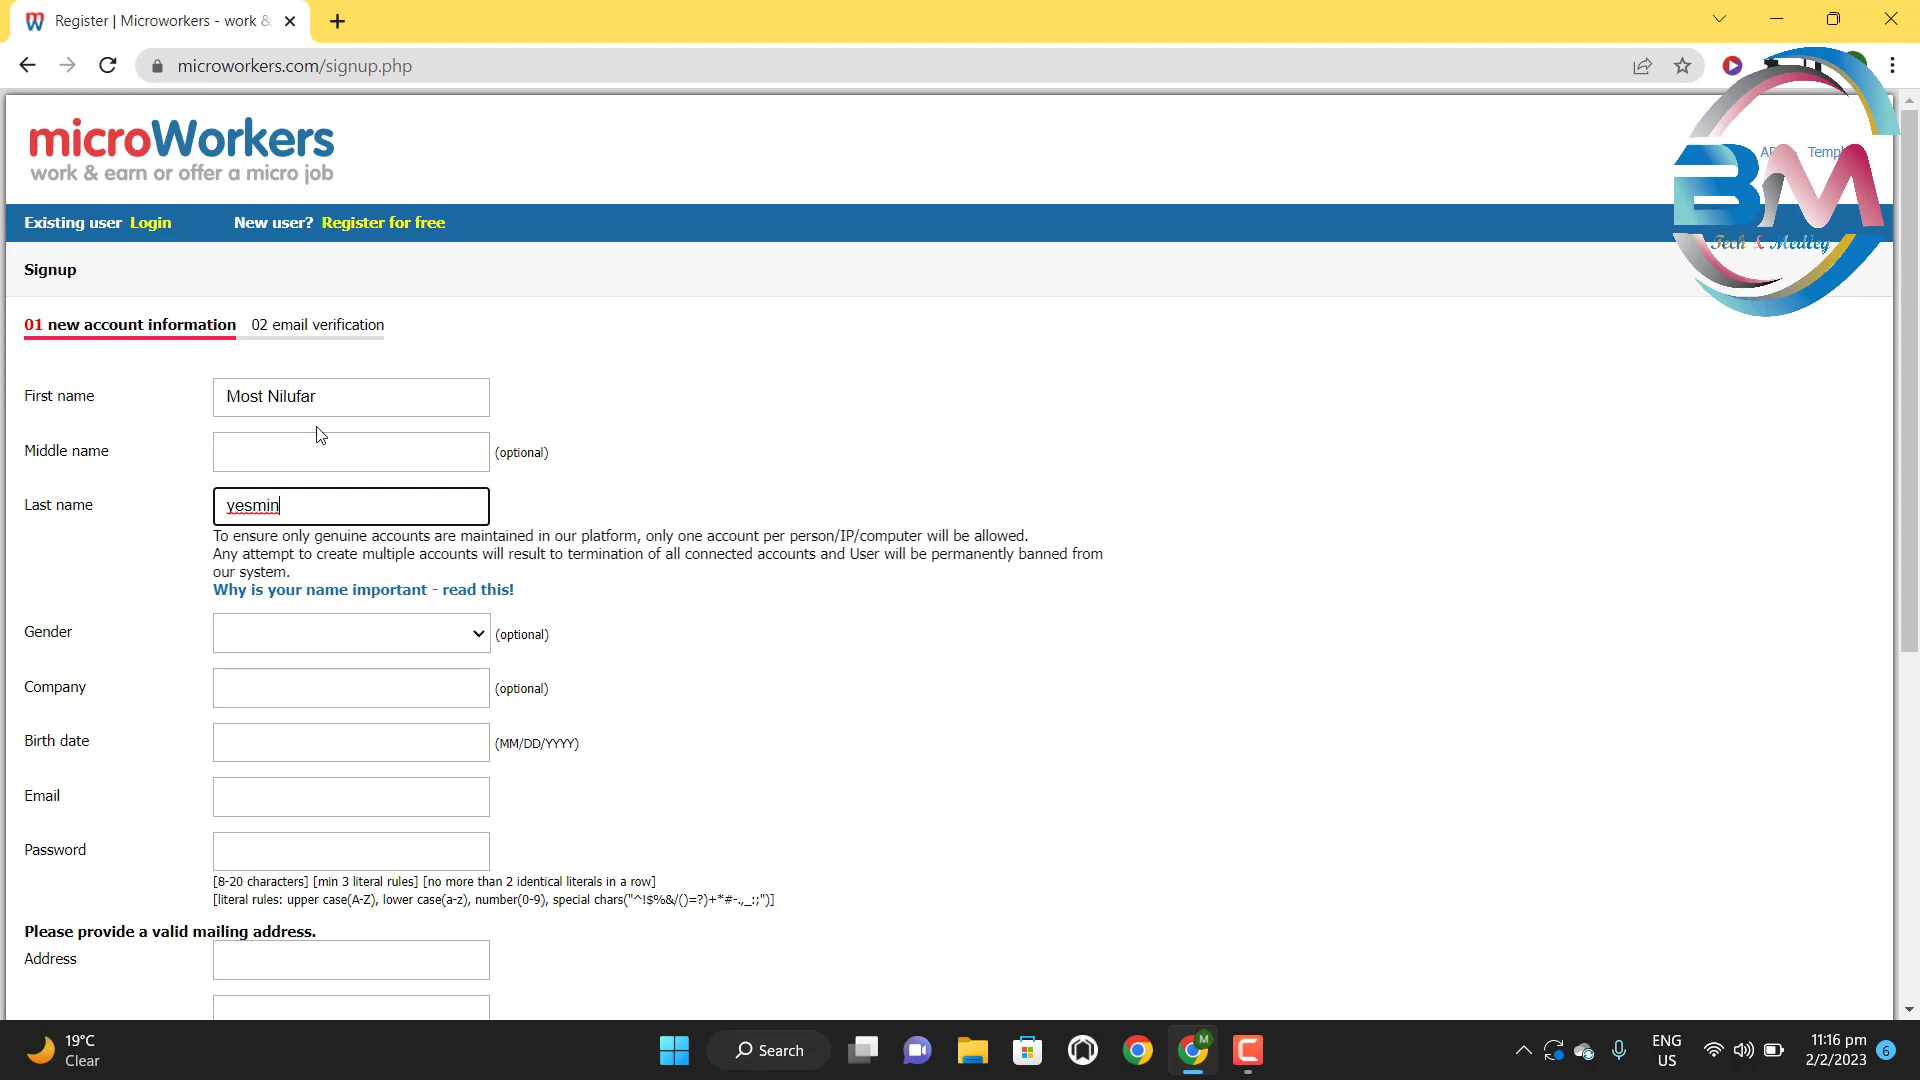 Register | Microworkers - work &
microworkers.com/signup.php
microWorkers
work & earn or offer a micro job
BM
Tech & Medley
Existing user Login New user? Register for free
Signup
01 new account information 02 email verification
First name Most Nilufar
Middle name (optional)
Last name yesmin
To ensure only genuine accounts are maintained in our platform, only one account per person/IP/computer will be allowed.
Any attempt to create multiple accounts will result to termination of all connected accounts and User will be permanently banned from
our system.
Why is your name important - read this!
Gender (optional)
Company (optional)
Birth date (MM/DD/YYYY)
Email
Password
[8-20 characters] [min 3 literal rules] [no more than 2 identical literals in a row]
[literal rules: upper case(A-Z), lower case(a-z), number(0-9), special chars("^!$%&/()=?)+*#-.,_:;")]
Please provide a valid mailing address.
Address
19°C
Clear
Search
M
ENG
US
11:16 pm
2/2/2023
6